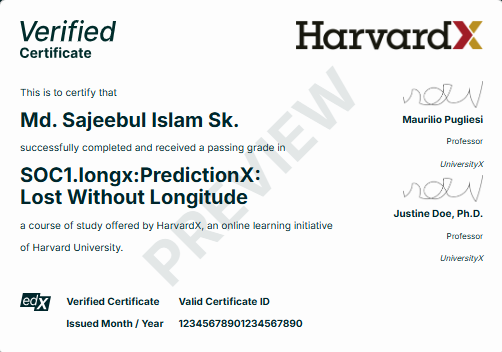 Verified
Certificate
HarvardX
This is to certify that
Md. Sajeebul Islam Sk.
successfully completed and received a passing grade in
SOC1.longx:PredictionX:
Lost Without Longitude
a course of study offered by HarvardX, an online learning initiative
of Harvard University.
PREVIEW
Maurilio Pugliesi
Professor
UniversityX
Justine Doe, Ph.D.
Professor
UniversityX
edX
Verified Certificate
Issued Month / Year
Valid Certificate ID
12345678901234567890